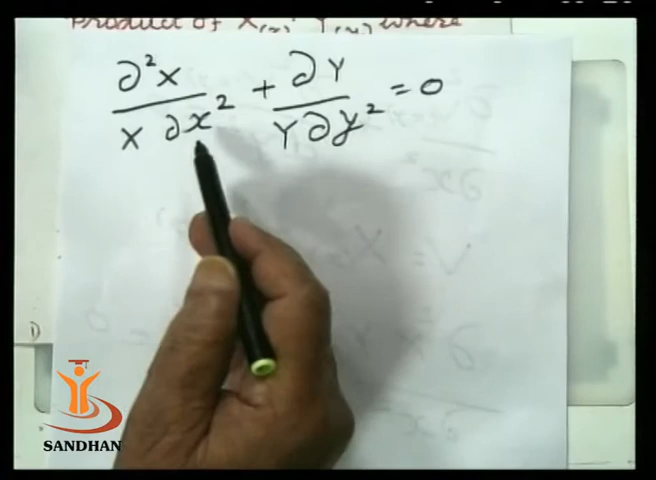 Product of X(x) Y(y) where
∂²X / X ∂x² + ∂Y / Y ∂y² = 0
SANDHAN